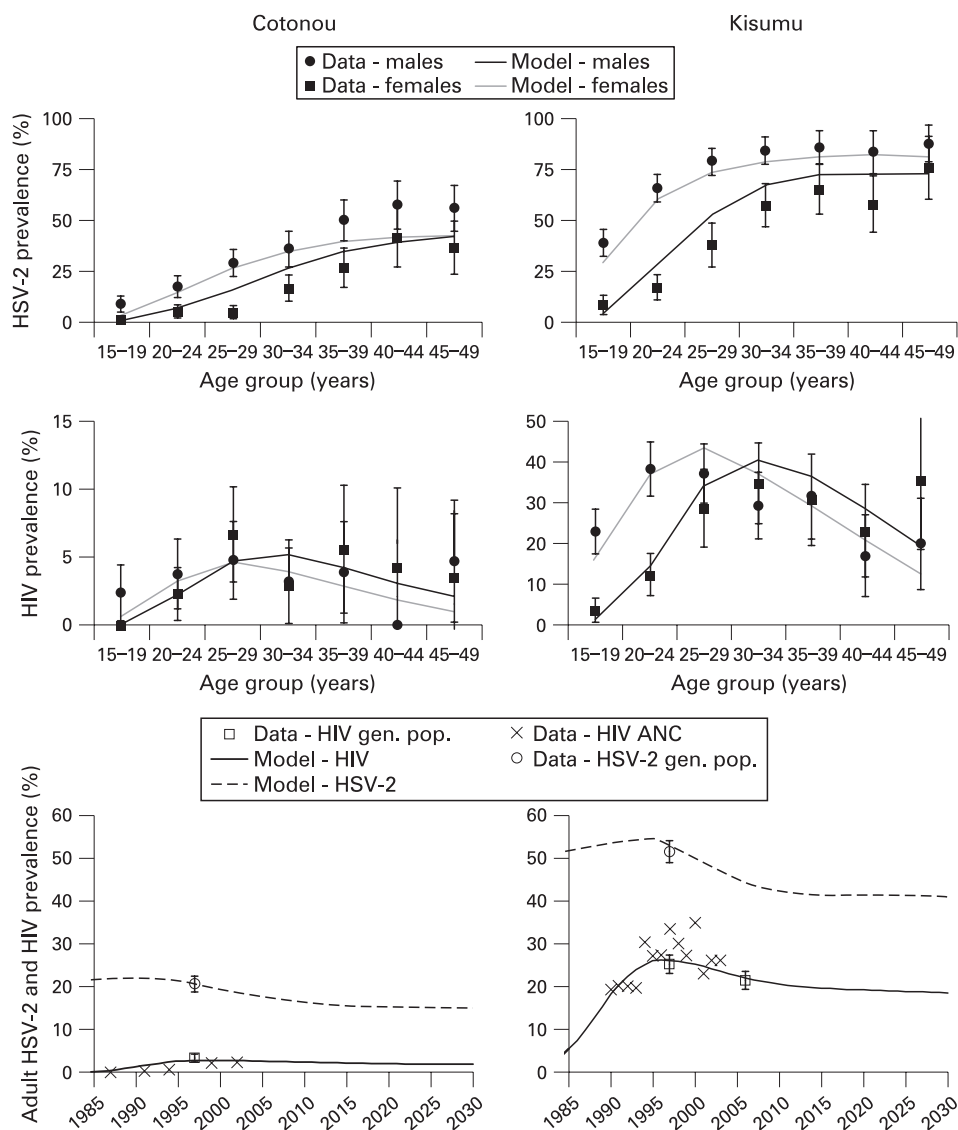 Cotonou
Kisumu
Data - males
Model - males
Data - females
Model - females
HSV-2 prevalence (%)
100
75
50
25
0
15–19 20–24 25–29 30–34 35–39 40–44 45–49
Age group (years)
100
75
50
25
0
15–19 20–24 25–29 30–34 35–39 40–44 45–49
Age group (years)
HIV prevalence (%)
15
10
5
0
15–19 20–24 25–29 30–34 35–39 40–44 45–49
Age group (years)
50
40
30
20
10
0
15–19 20–24 25–29 30–34 35–39 40–44 45–49
Age group (years)
Data - HIV gen. pop.
Data - HIV ANC
Model - HIV
Data - HSV-2 gen. pop.
Model - HSV-2
Adult HSV-2 and HIV prevalence (%)
60
50
40
30
20
10
0
1985 1990 1995 2000 2005 2010 2015 2020 2025 2030
60
50
40
30
20
10
0
1985 1990 1995 2000 2005 2010 2015 2020 2025 2030